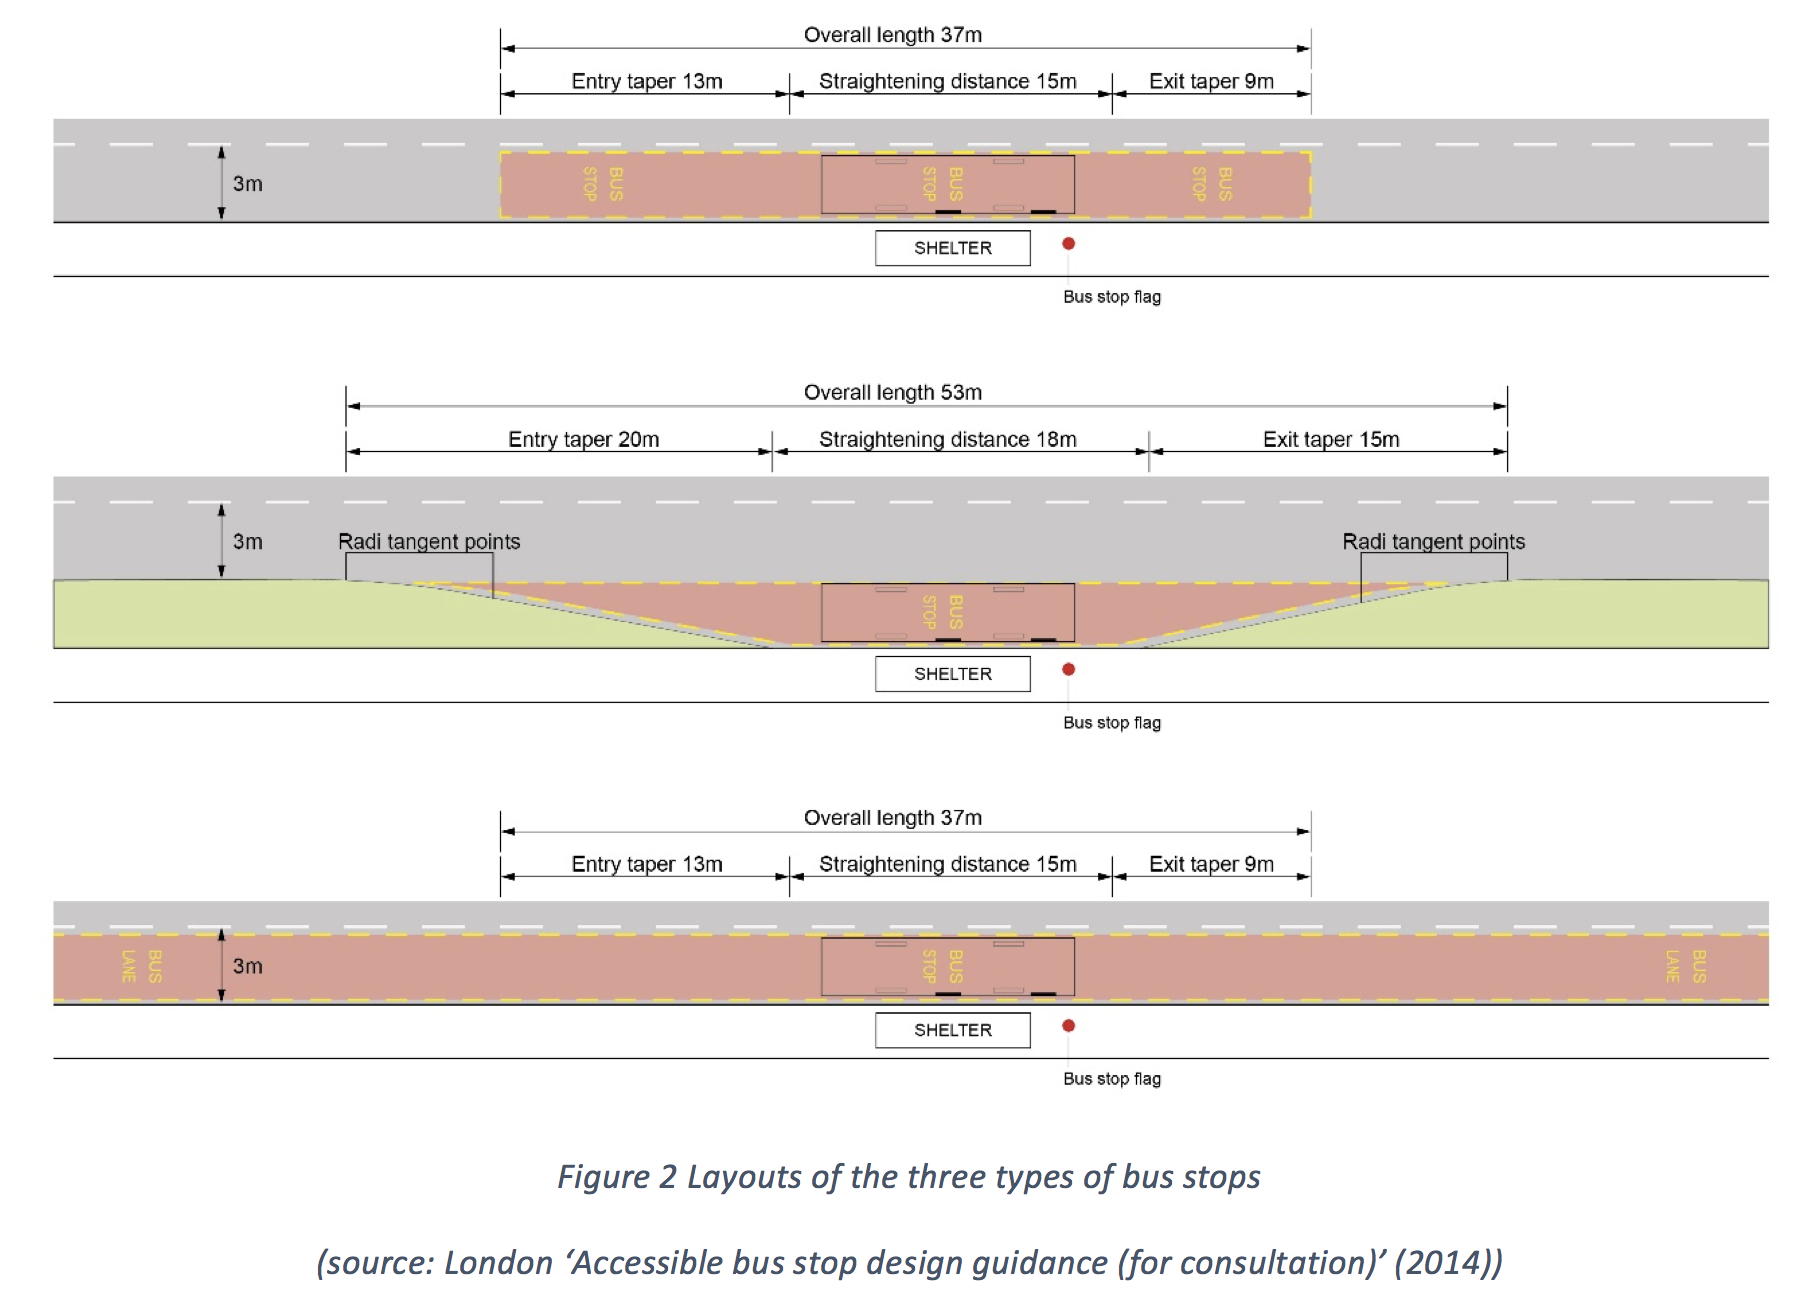 Overall length 37m
Entry taper 13m Straightening distance 15m Exit taper 9m
3m
BUS STOP
BUS STOP
BUS STOP
SHELTER
Bus stop flag
Overall length 53m
Entry taper 20m Straightening distance 18m Exit taper 15m
3m
Radi tangent points
Radi tangent points
BUS STOP
SHELTER
Bus stop flag
Overall length 37m
Entry taper 13m Straightening distance 15m Exit taper 9m
BUS LANE
3m
BUS STOP
BUS LANE
SHELTER
Bus stop flag
Figure 2 Layouts of the three types of bus stops
(source: London ‘Accessible bus stop design guidance (for consultation)’ (2014))